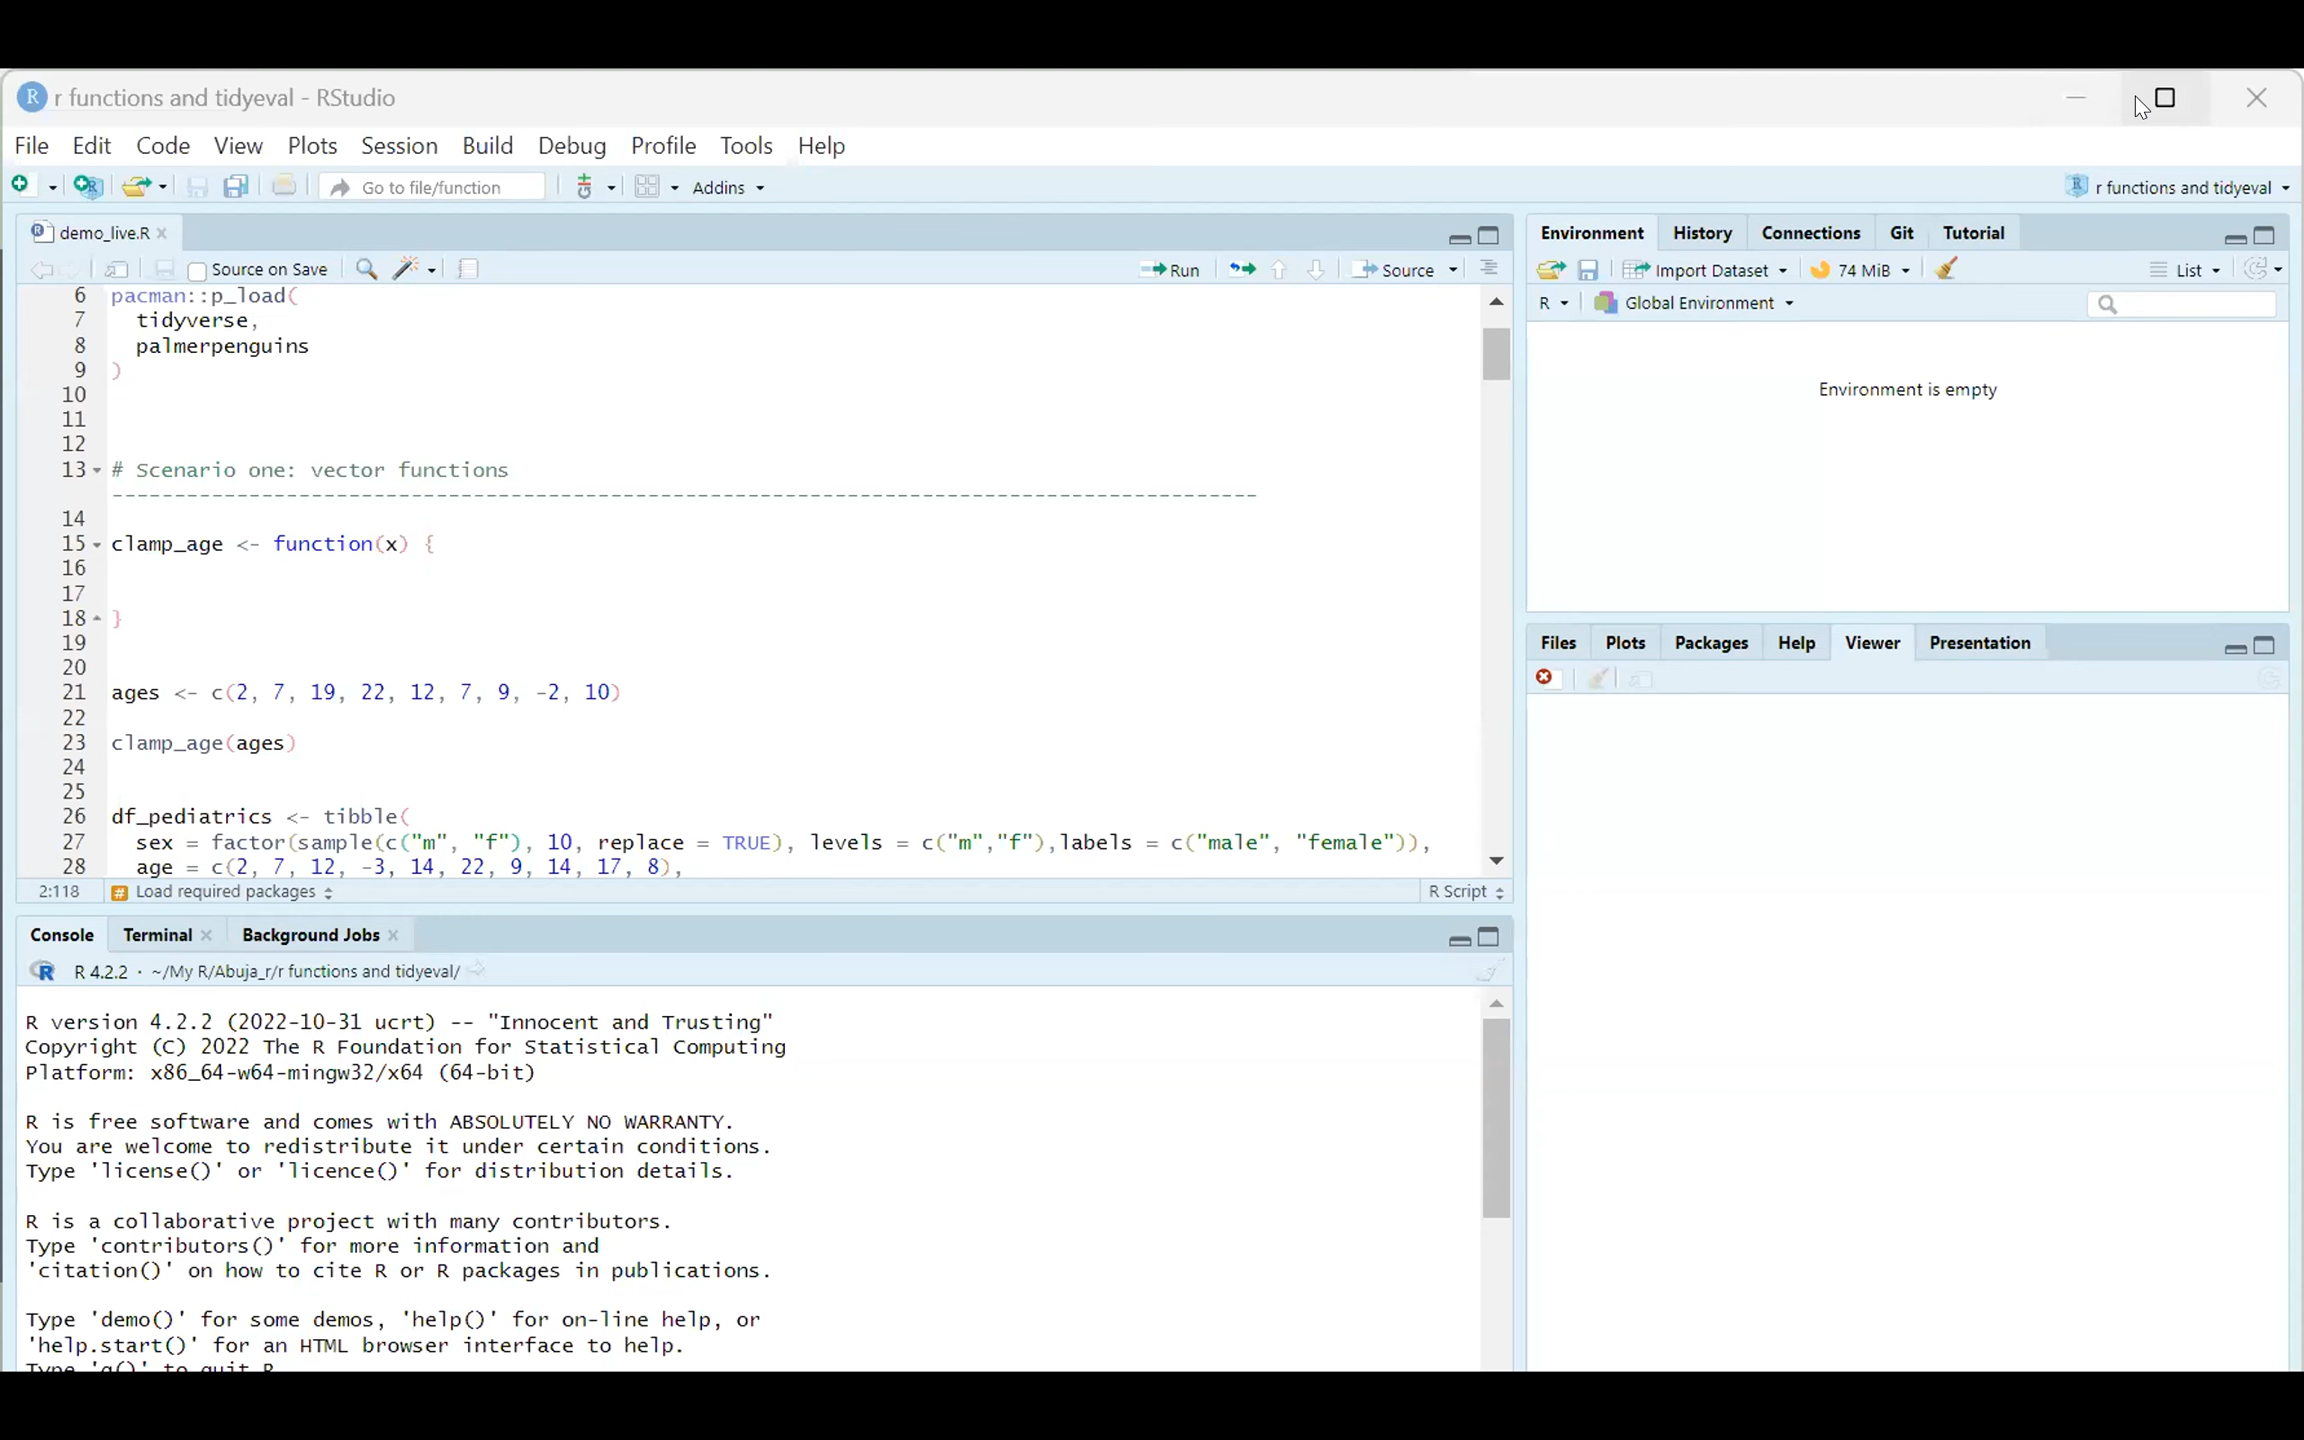 r functions and tidyeval - RStudio
File Edit Code View Plots Session Build Debug Profile Tools Help
Go to file/function Addins r functions and tidyeval
demo_live.R
Source on Save Run Source
6 pacman::p_load(
7 tidyverse,
8 palmerpenguins
9 )
10
11
12
13 # Scenario one: vector functions
--------------------------------------------------------------------------------------------
14
15 clamp_age <- function(x) {
16
17
18 }
19
20
21 ages <- c(2, 7, 19, 22, 12, 7, 9, -2, 10)
22
23 clamp_age(ages)
24
25
26 df_pediatrics <- tibble(
27 sex = factor(sample(c("m", "f"), 10, replace = TRUE), levels = c("m","f"),labels = c("male", "female")),
28 age = c(2, 7, 12, -3, 14, 22, 9, 14, 17, 8),
2:118 # Load required packages R Script
Console Terminal Background Jobs
R 4.2.2 · ~/My R/Abuja_r/r functions and tidyeval/
R version 4.2.2 (2022-10-31 ucrt) -- "Innocent and Trusting"
Copyright (C) 2022 The R Foundation for Statistical Computing
Platform: x86_64-w64-mingw32/x64 (64-bit)
R is free software and comes with ABSOLUTELY NO WARRANTY.
You are welcome to redistribute it under certain conditions.
Type 'license()' or 'licence()' for distribution details.
R is a collaborative project with many contributors.
Type 'contributors()' for more information and
'citation()' on how to cite R or R packages in publications.
Type 'demo()' for some demos, 'help()' for on-line help, or
'help.start()' for an HTML browser interface to help.
Type 'q()' to quit R
Environment History Connections Git Tutorial
Import Dataset 74 MiB List
R Global Environment
Environment is empty
Files Plots Packages Help Viewer Presentation